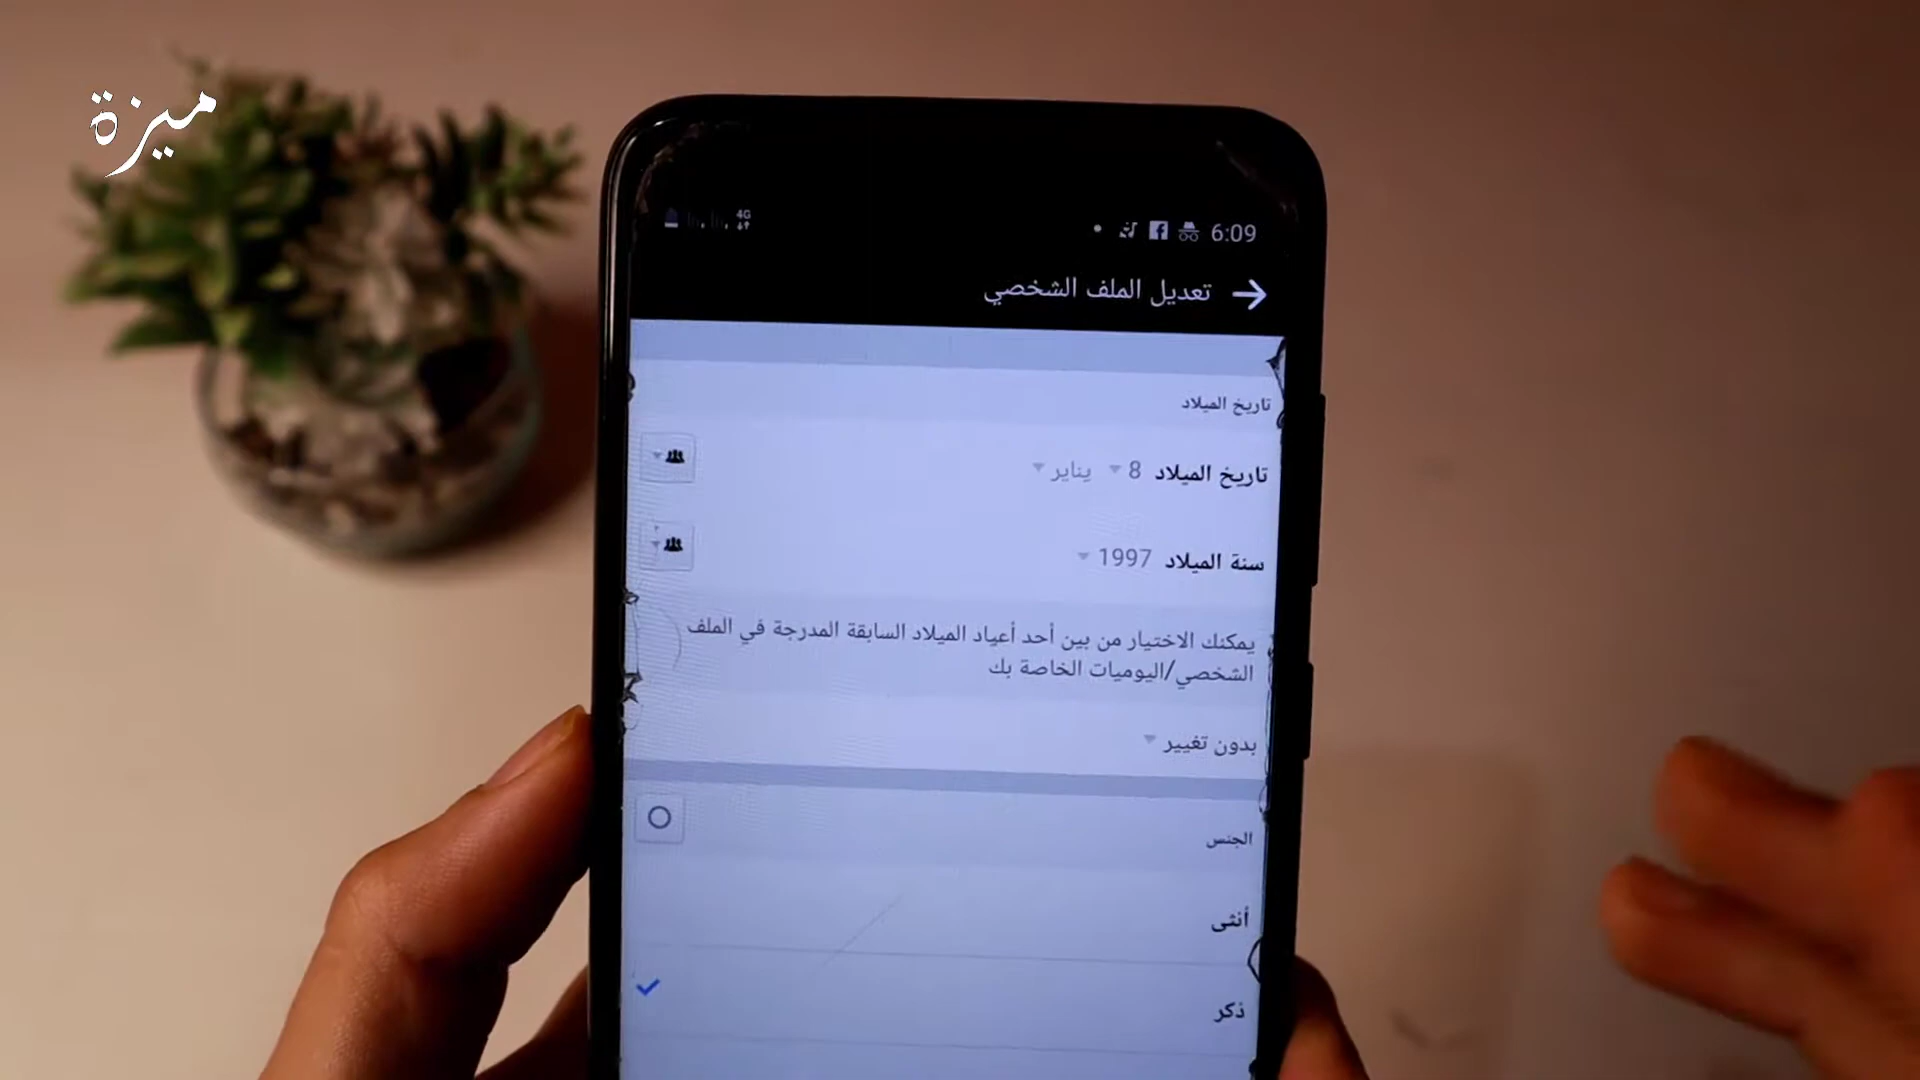 ميزة
4G
6:09
تعديل الملف الشخصي
تاريخ الميلاد
تاريخ الميلاد 8 يناير
سنة الميلاد 1997
يمكنك الاختيار من بين أحد أعياد الميلاد السابقة المدرجة في الملف
الشخصي/اليوميات الخاصة بك
بدون تغيير
الجنس
أنثى
ذكر